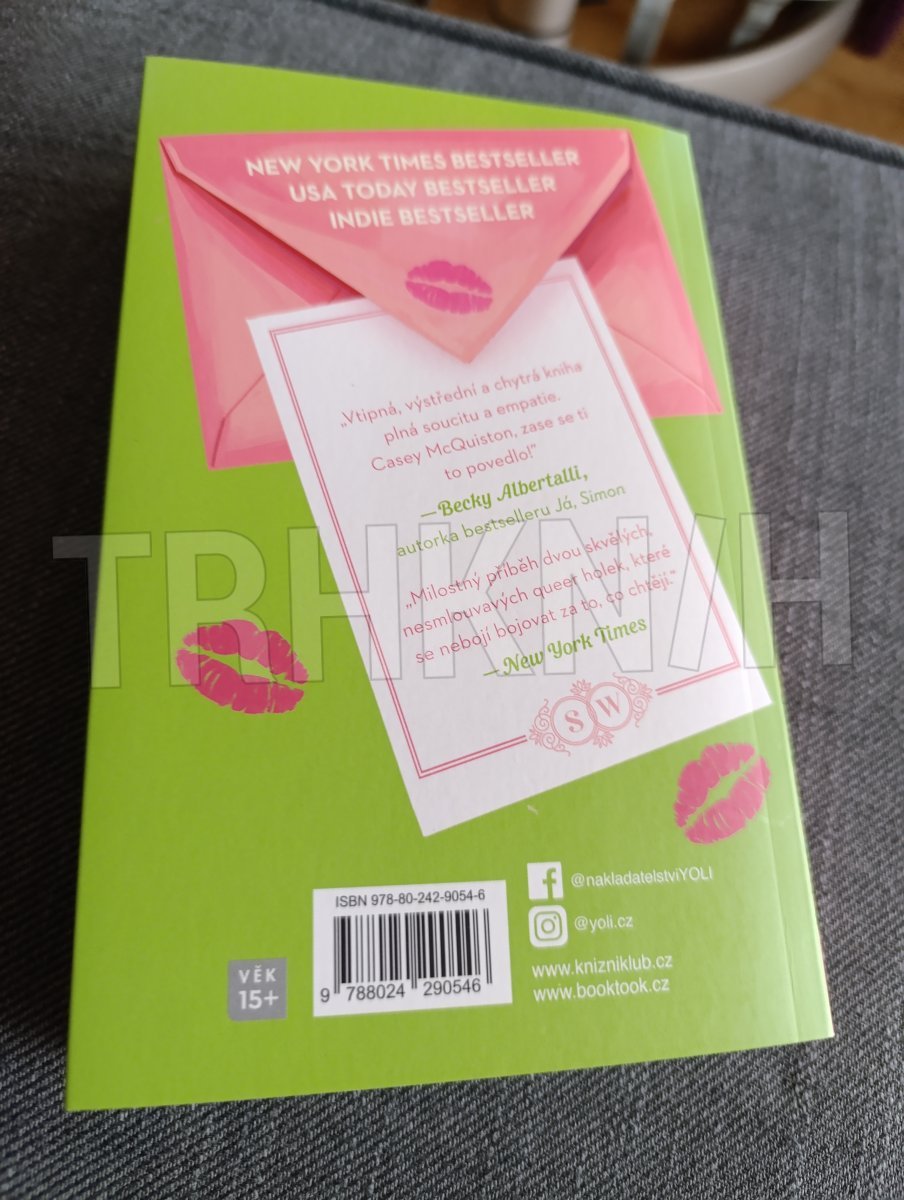 NEW YORK TIMES BESTSELLER
USA TODAY BESTSELLER
INDIE BESTSELLER
„Vtipná, výstřední a chytrá kniha
plná soucitu a empatie.
Casey McQuiston, zase se ti
to povedlo!“
—Becky Albertalli,
autorka bestselleru Já, Simon
„Milostný příběh dvou skvělých,
nesmlouvavých queer holek, které
se nebojí bojovat za to, co chtějí.“
—New York Times
S W
TRHKNIH
@nakladatelstviYOLI
@yoli.cz
www.knizniklub.cz
www.booktook.cz
ISBN 978-80-242-9054-6
9 788024 290546
VĚK
15+